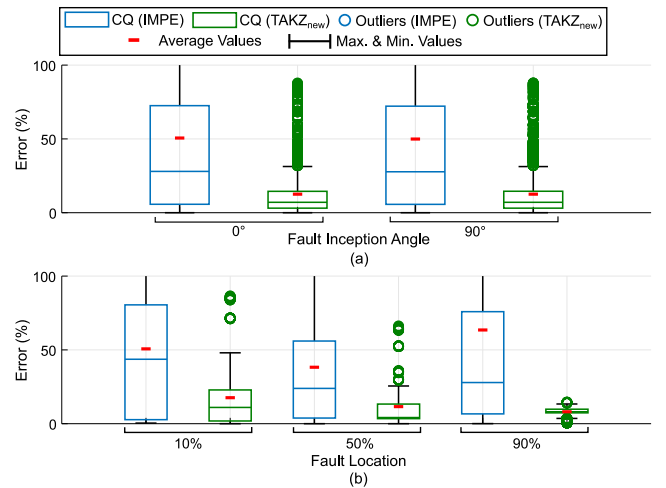 CQ (IMPE) CQ (TAKZnew) Outliers (IMPE) Outliers (TAKZnew)
Average Values Max. & Min. Values
100
50
0
Error (%)
0° 90°
Fault Inception Angle
(a)
100
50
0
Error (%)
10% 50% 90%
Fault Location
(b)